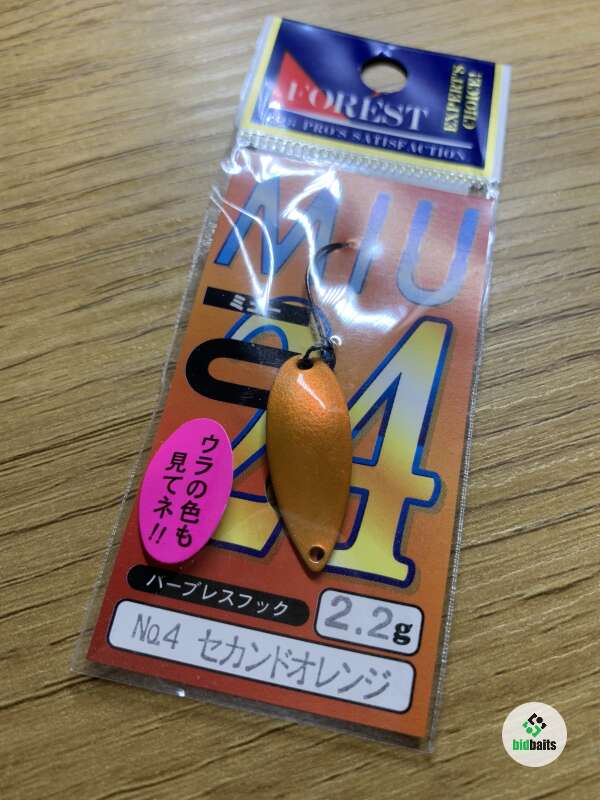 FOREST
FOR PRO'S SATISFACTION
EXPERT'S
CHOICE!
MIU
ミュー
24
ウラの色も
見てネ!!
バーブレスフック
2.2g
No.4 セカンドオレンジ
bidbaits